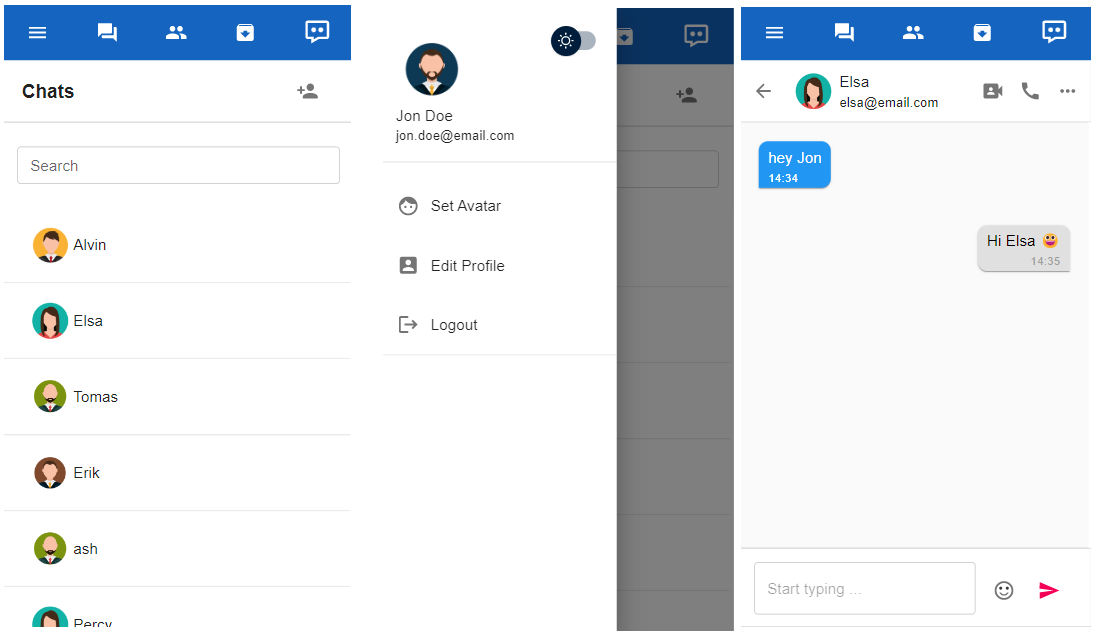 Chats
Search
Alvin
Elsa
Tomas
Erik
ash
Percy
Jon Doe
jon.doe@email.com
Set Avatar
Edit Profile
Logout
Elsa
elsa@email.com
hey Jon
14:34
Hi Elsa 😀
14:35
Start typing ...